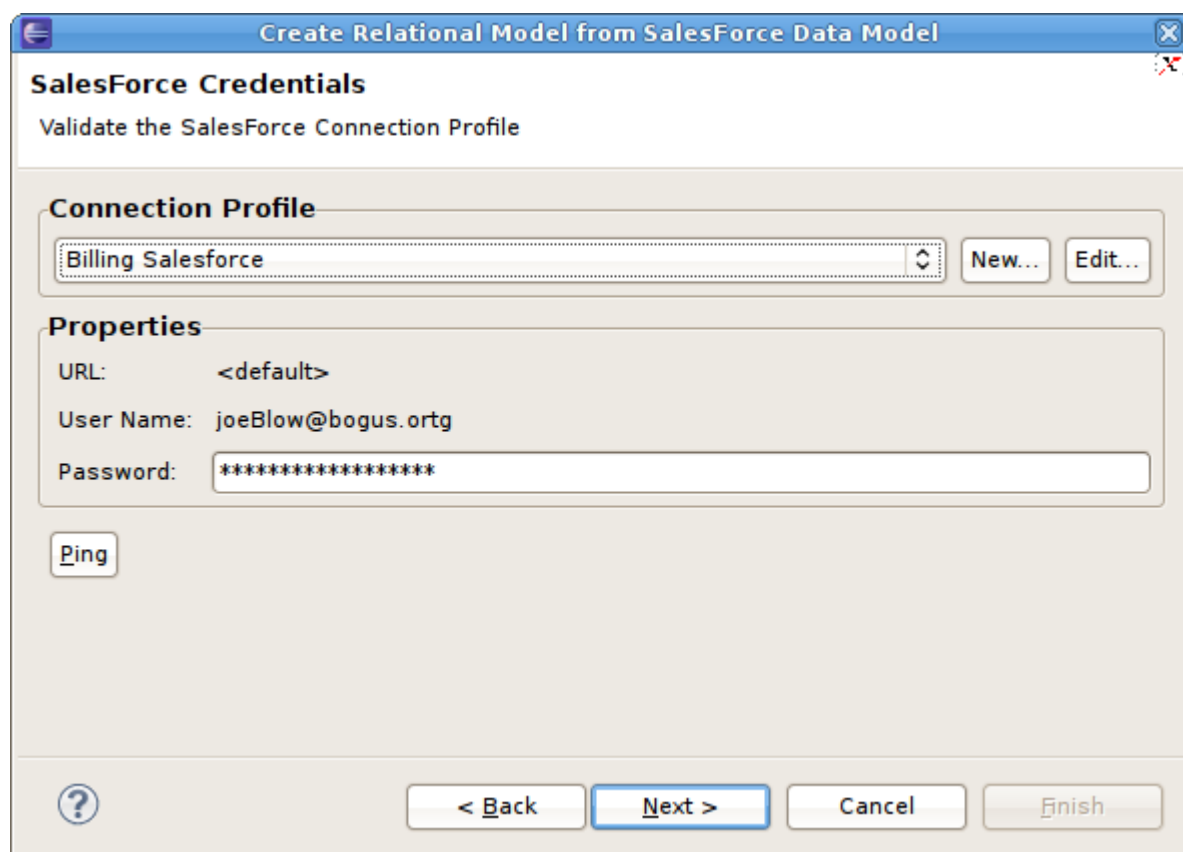 Create Relational Model from SalesForce Data Model
SalesForce Credentials
Validate the SalesForce Connection Profile
Connection Profile
Billing Salesforce New... Edit...
Properties
URL: <default>
User Name: joeBlow@bogus.ortg
Password: ******************
Ping
? < Back Next > Cancel Finish